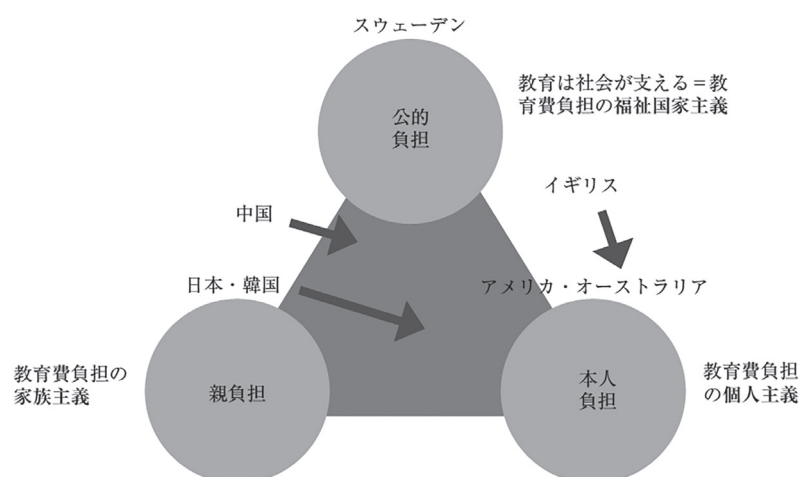 スウェーデン
公的
負担
教育は社会が支える＝教
育費負担の福祉国家主義
イギリス
中国
日本・韓国
アメリカ・オーストラリア
教育費負担の
家族主義
親負担
本人
負担
教育費負担
の個人主義